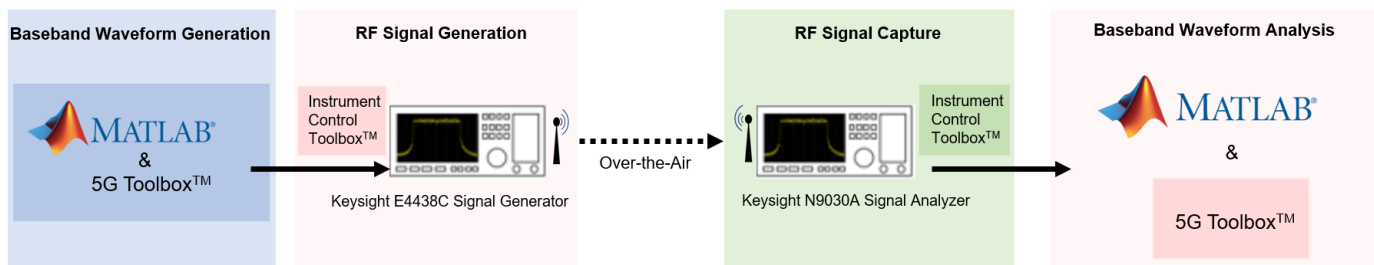 Baseband Waveform Generation
MATLAB®
&
5G Toolbox™
RF Signal Generation
Instrument
Control
Toolbox™
Keysight E4438C Signal Generator
Over-the-Air
RF Signal Capture
Instrument
Control
Toolbox™
Keysight N9030A Signal Analyzer
Baseband Waveform Analysis
MATLAB®
&
5G Toolbox™